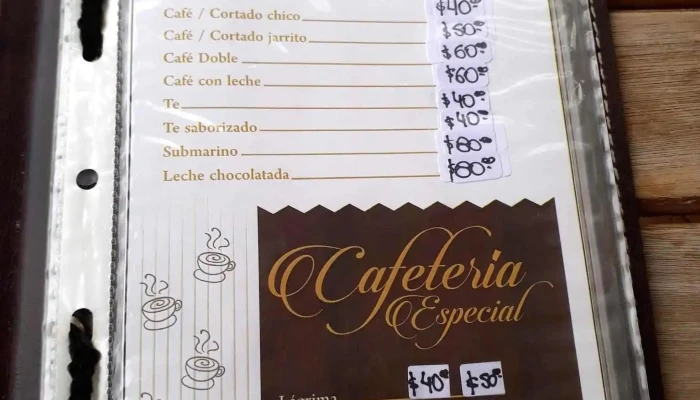 Café / Cortado chico $40.º
Café / Cortado jarrito $50.º
Café Doble $60.º
Café con leche $60.º
Te $40.º
Te saborizado $40.º
Submarino $80.º
Leche chocolatada $80.º
Cafeteria
Especial
Lágrima $40.º $50.º